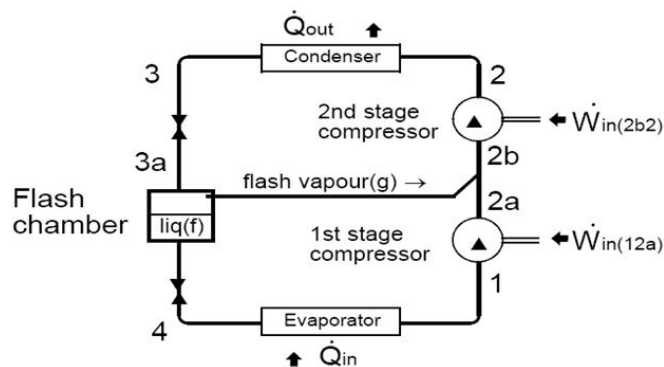 Q̇out
Condenser
3
2
2nd stage
compressor
Ẇin(2b2)
3a
2b
flash vapour(g) →
Flash
chamber
liq(f)
2a
1st stage
compressor
Ẇin(12a)
1
4
Evaporator
Q̇in